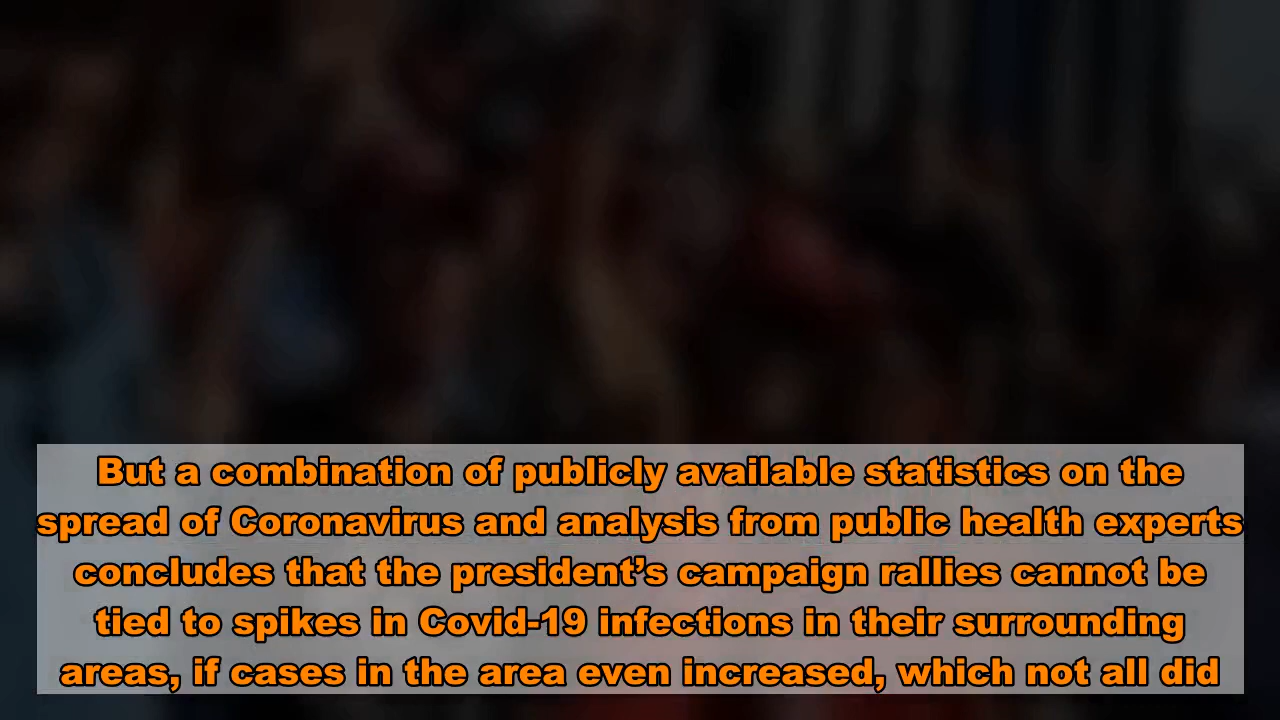 But a combination of publicly available statistics on the
spread of Coronavirus and analysis from public health experts
concludes that the president’s campaign rallies cannot be
tied to spikes in Covid-19 infections in their surrounding
areas, if cases in the area even increased, which not all did